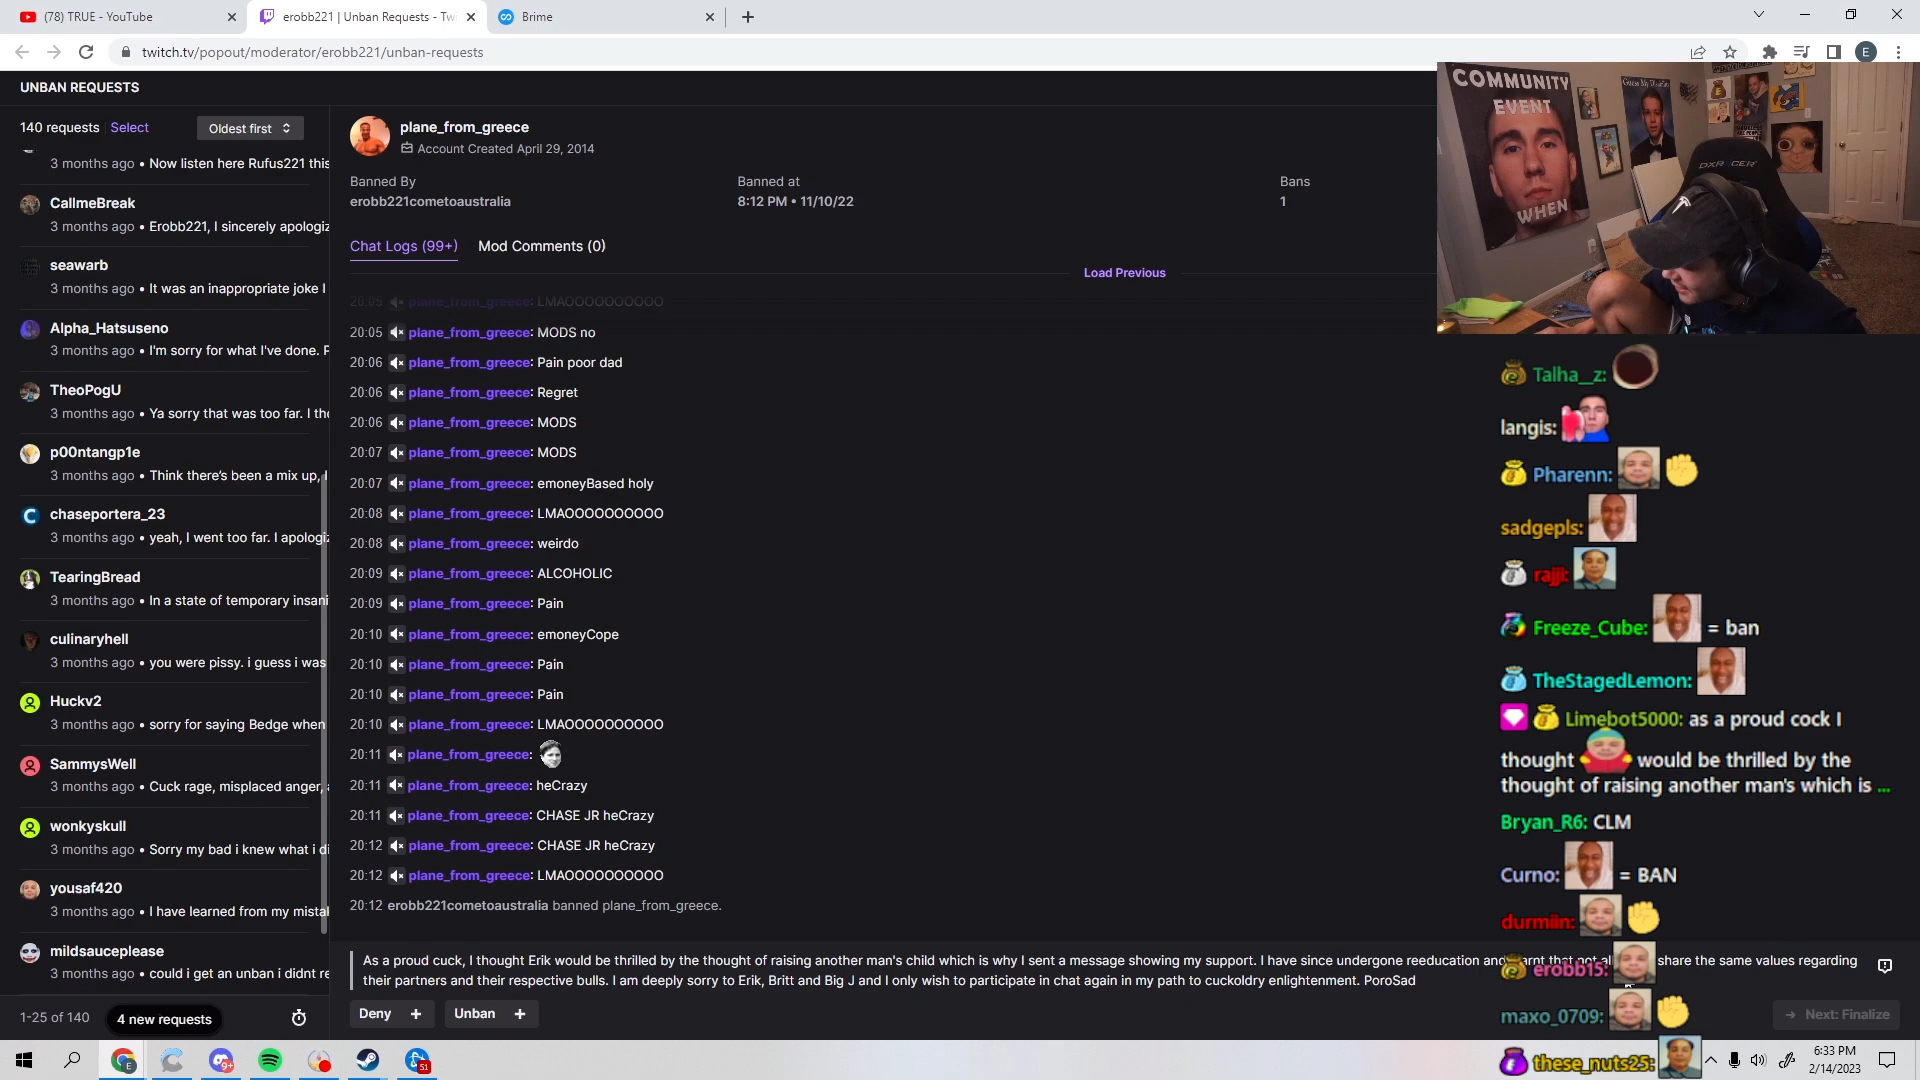 (78) TRUE - YouTube
erobb221 | Unban Requests - Twi
Brime
twitch.tv/popout/moderator/erobb221/unban-requests
E
UNBAN REQUESTS
140 requests Select
Oldest first
3 months ago • Now listen here Rufus221 this
CallmeBreak
3 months ago • Erobb221, I sincerely apologiz
seawarb
3 months ago • It was an inappropriate joke I
Alpha_Hatsuseno
3 months ago • I'm sorry for what I've done. P
TheoPogU
3 months ago • Ya sorry that was too far. I tho
p00ntangp1e
3 months ago • Think there's been a mix up, I
chaseportera_23
3 months ago • yeah, I went too far. I apologiz
TearingBread
3 months ago • In a state of temporary insani
culinaryhell
3 months ago • you were pissy. i guess i was
Huckv2
3 months ago • sorry for saying Bedge when
SammysWell
3 months ago • Cuck rage, misplaced anger,
wonkyskull
3 months ago • Sorry my bad i knew what i di
yousaf420
3 months ago • I have learned from my mistak
mildsauceplease
3 months ago • could i get an unban i didnt re
1-25 of 140
4 new requests
plane_from_greece
Account Created April 29, 2014
Banned By
erobb221cometoaustralia
Banned at
8:12 PM • 11/10/22
Bans
1
Chat Logs (99+)
Mod Comments (0)
Load Previous
20:05 plane_from_greece: LMAOOOOOOOOOO
20:05 plane_from_greece: MODS no
20:06 plane_from_greece: Pain poor dad
20:06 plane_from_greece: Regret
20:06 plane_from_greece: MODS
20:07 plane_from_greece: MODS
20:07 plane_from_greece: emoneyBased holy
20:08 plane_from_greece: LMAOOOOOOOOOO
20:08 plane_from_greece: weirdo
20:09 plane_from_greece: ALCOHOLIC
20:09 plane_from_greece: Pain
20:10 plane_from_greece: emoneyCope
20:10 plane_from_greece: Pain
20:10 plane_from_greece: Pain
20:10 plane_from_greece: LMAOOOOOOOOOO
20:11 plane_from_greece:
20:11 plane_from_greece: heCrazy
20:11 plane_from_greece: CHASE JR heCrazy
20:12 plane_from_greece: CHASE JR heCrazy
20:12 plane_from_greece: LMAOOOOOOOOOO
20:12 erobb221cometoaustralia banned plane_from_greece.
As a proud cuck, I thought Erik would be thrilled by the thought of raising another man's child which is why I sent a message showing my support. I have since undergone reeducation and share the same values regarding
their partners and their respective bulls. I am deeply sorry to Erik, Britt and Big J and I only wish to participate in chat again in my path to cuckoldry enlightenment. PoroSad
Deny +
Unban +
→ Next: Finalize
COMMUNITY
EVENT
WHEN
DXRACER
Talha__z:
langis:
Pharenn:
sadgepls:
rajji:
Freeze_Cube: = ban
TheStagedLemon:
Limebot5000: as a proud cock I
thought would be thrilled by the
thought of raising another man's which is ...
Bryan_R6: CLM
Curno: = BAN
durmiin:
erobb15:
maxo_0709:
these_nuts25:
E
9+
51
6:33 PM
2/14/2023